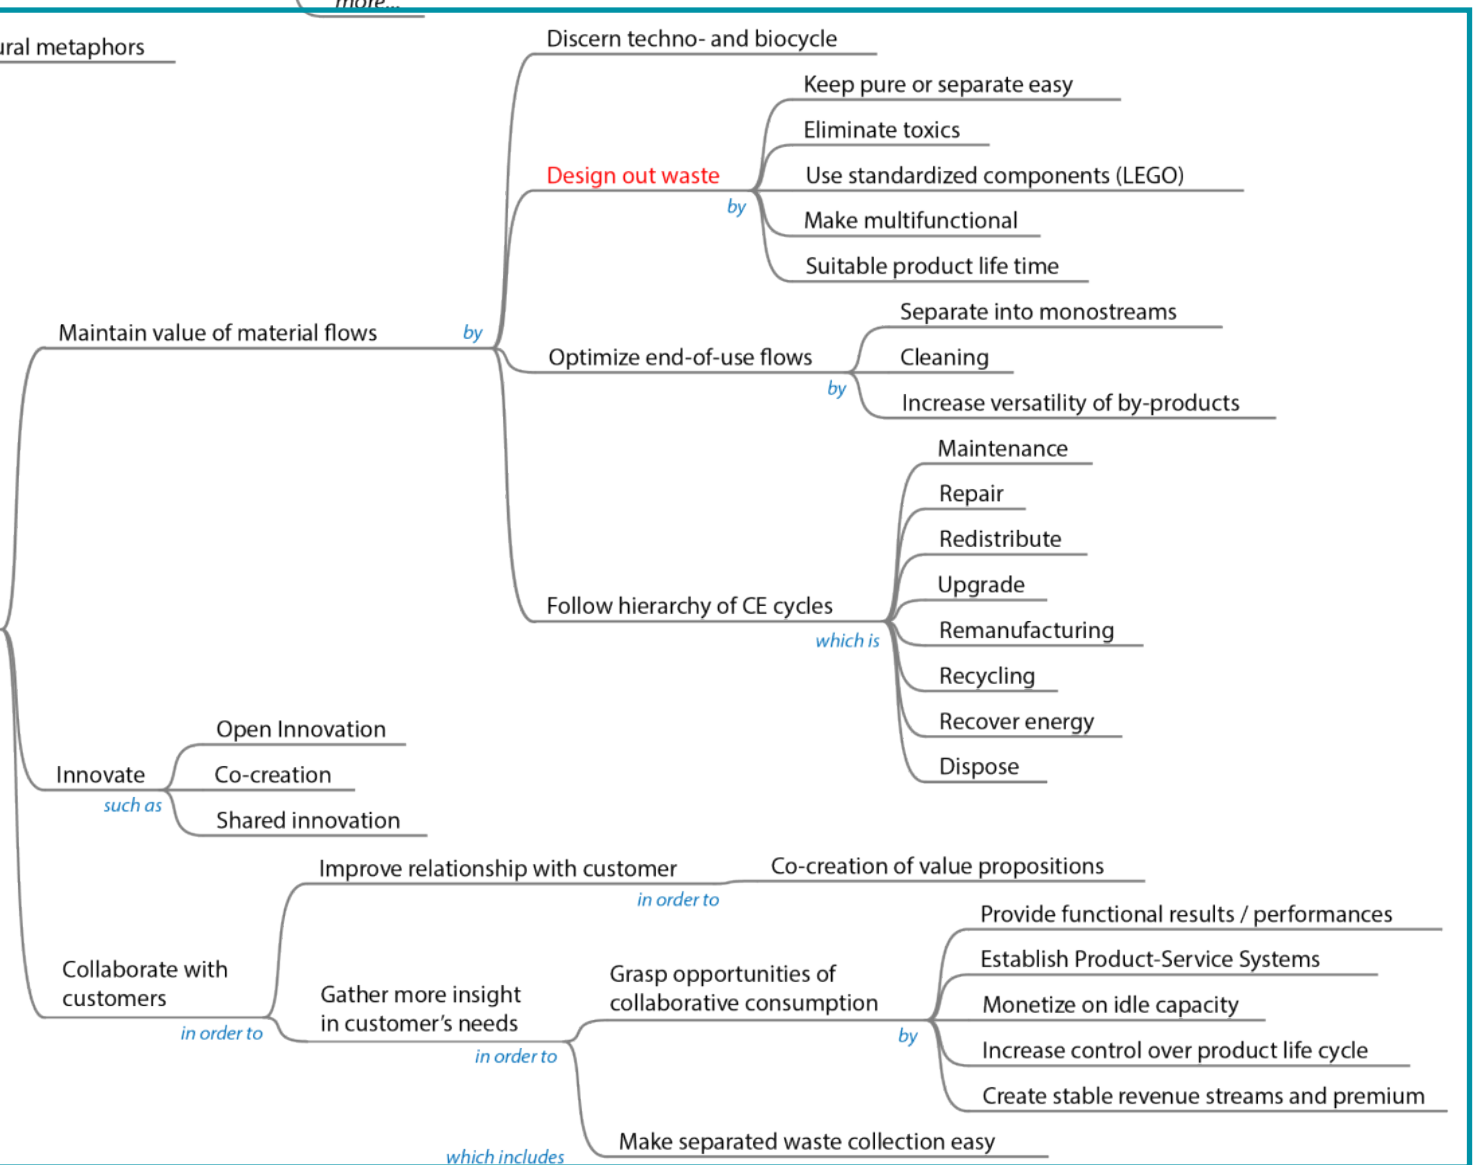 more...
ural metaphors
Discern techno- and biocycle
Keep pure or separate easy
Eliminate toxics
Design out waste
by
Use standardized components (LEGO)
Make multifunctional
Suitable product life time
Maintain value of material flows
by
Separate into monostreams
Optimize end-of-use flows
by
Cleaning
Increase versatility of by-products
Maintenance
Repair
Redistribute
Upgrade
Follow hierarchy of CE cycles
which is
Remanufacturing
Recycling
Recover energy
Dispose
Open Innovation
Innovate
such as
Co-creation
Shared innovation
Improve relationship with customer
in order to
Co-creation of value propositions
Collaborate with
customers
in order to
Gather more insight
in customer's needs
in order to
Grasp opportunities of
collaborative consumption
by
Provide functional results / performances
Establish Product-Service Systems
Monetize on idle capacity
Increase control over product life cycle
Create stable revenue streams and premium
Make separated waste collection easy
which includes